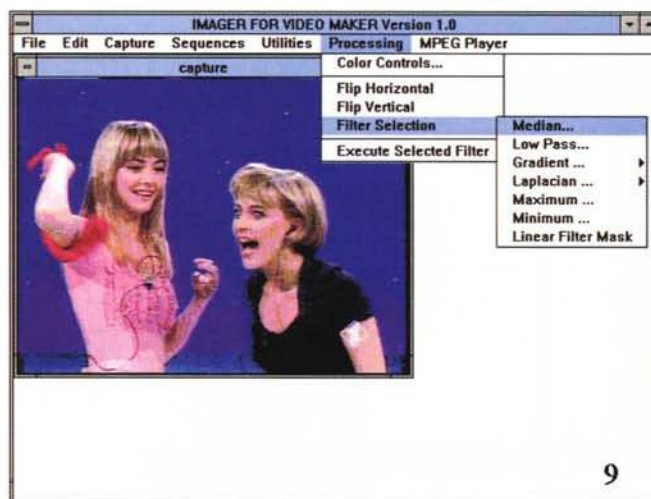 IMAGER FOR VIDEO MAKER Version 1.0
File Edit Capture Sequences Utilities Processing MPEG Player
capture
Color Controls...
Flip Horizontal
Flip Vertical
Filter Selection
Execute Selected Filter
Median...
Low Pass...
Gradient ...
Laplacian ...
Maximum ...
Minimum ...
Linear Filter Mask
9